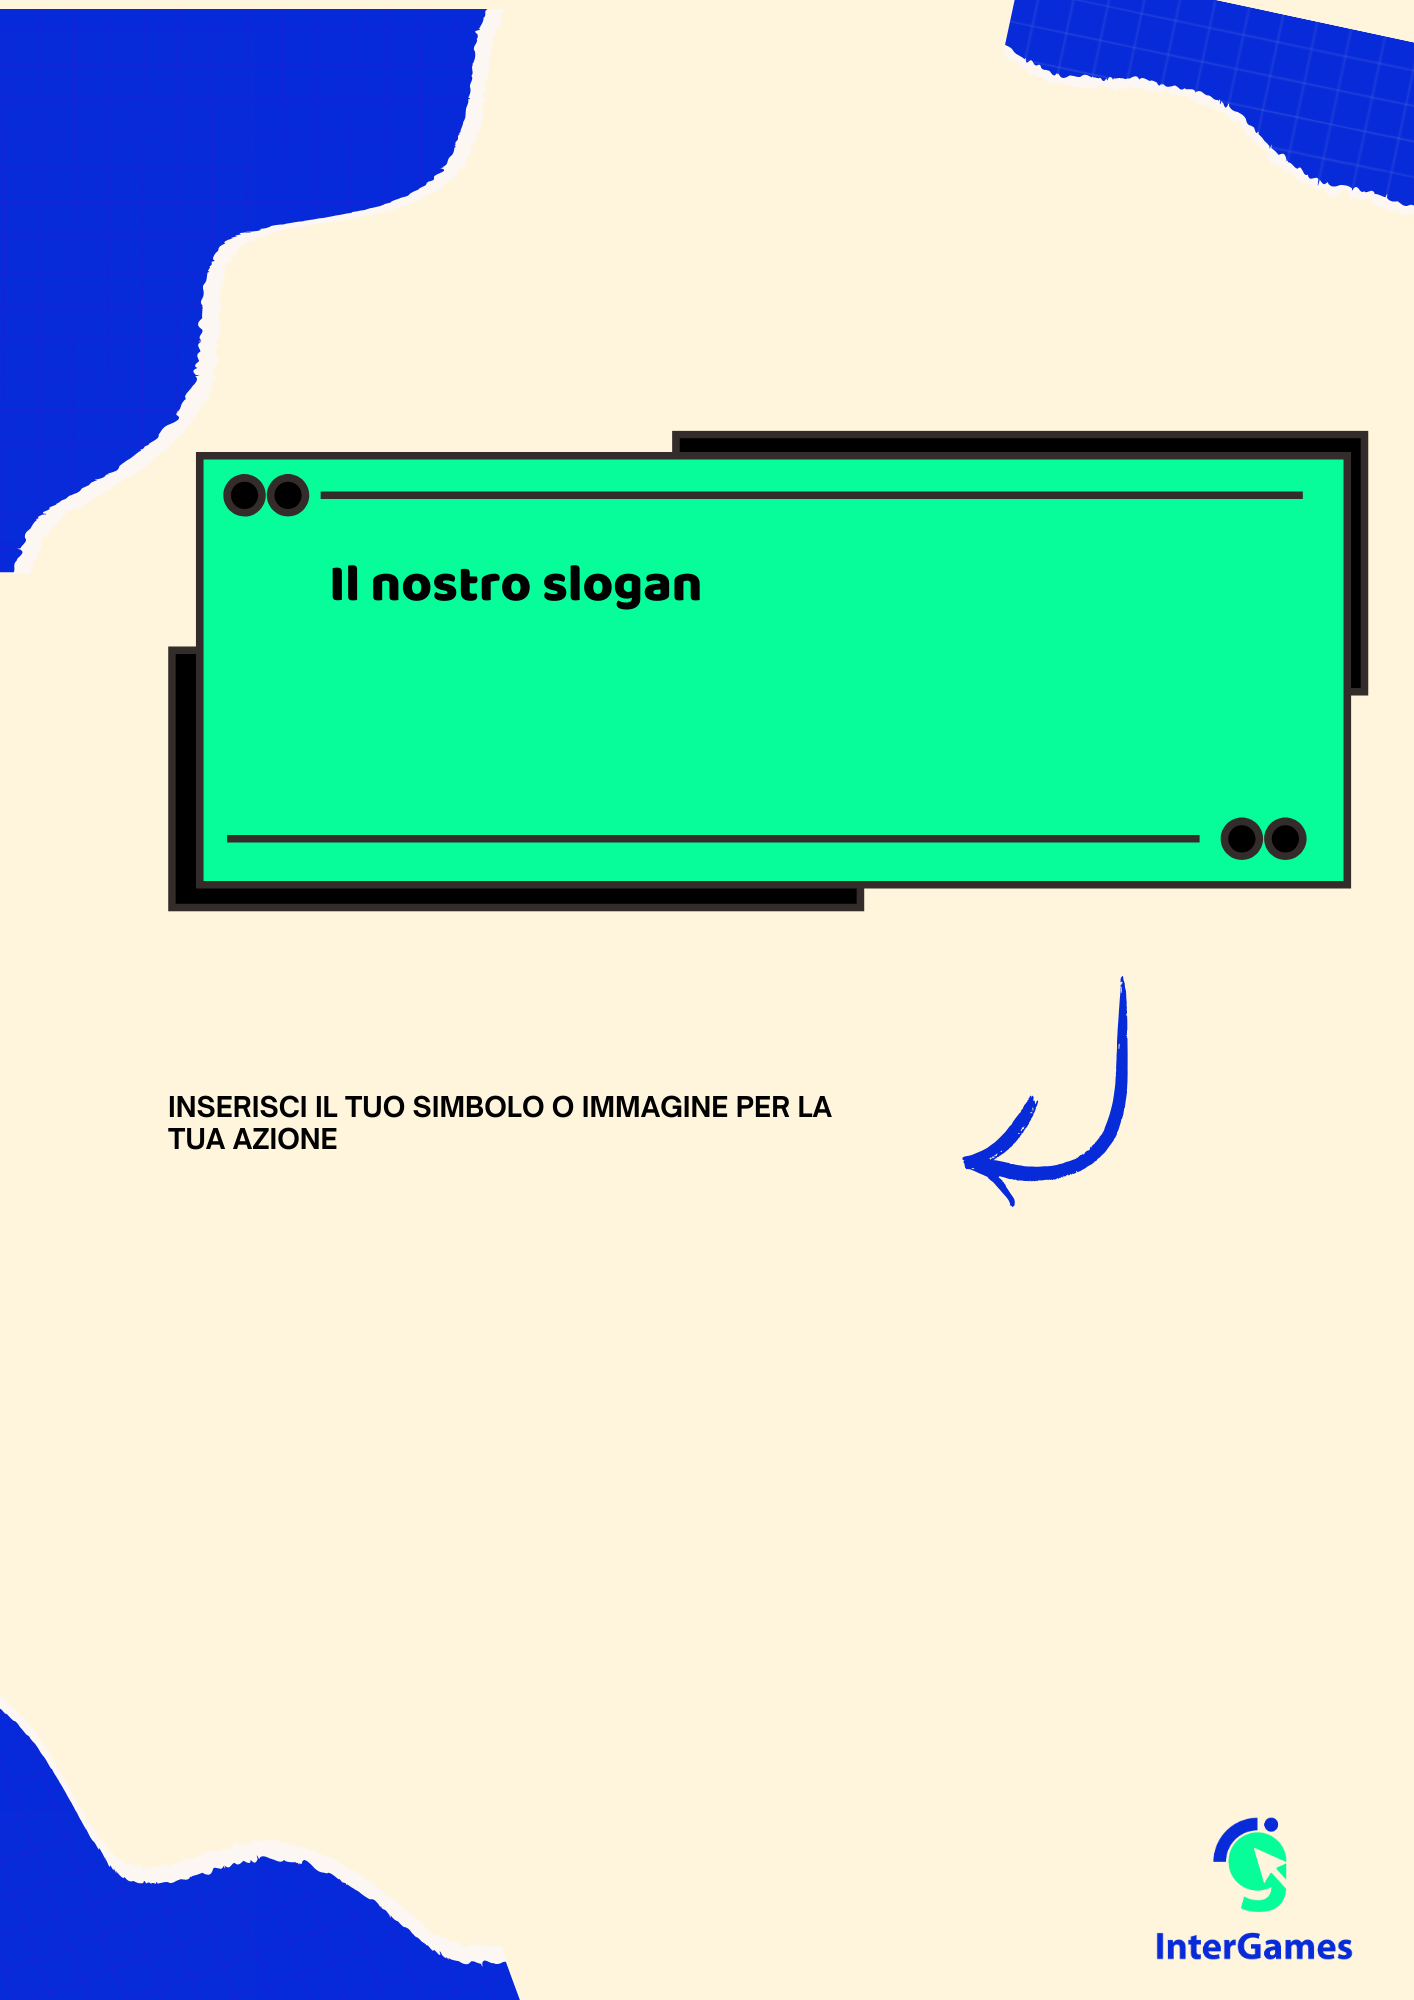 Il nostro slogan
INSERISCI IL TUO SIMBOLO O IMMAGINE PER LA
TUA AZIONE
InterGames